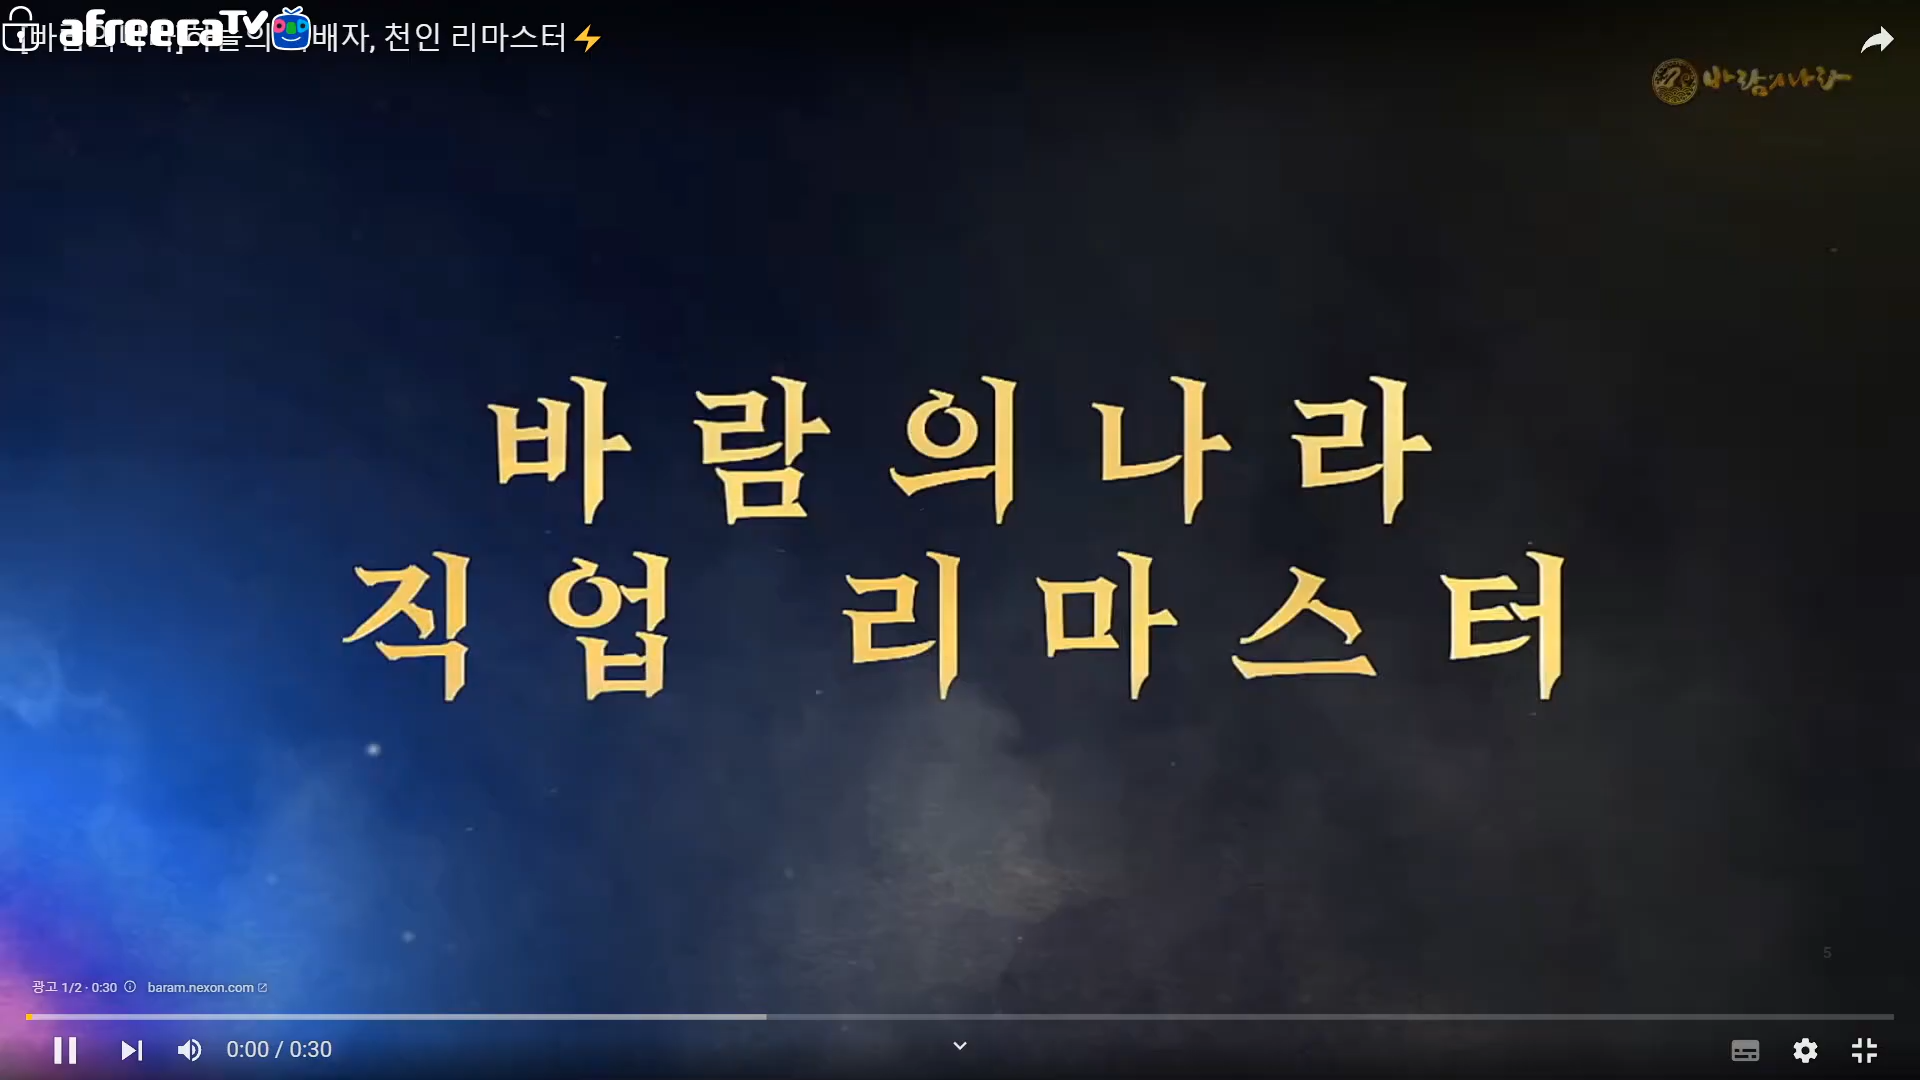 afreecaTV
배자, 천인 리마스터⚡
바람의나라
바람의나라
직업 리마스터
5
광고 1/2 · 0:30 baram.nexon.com
0:00 / 0:30